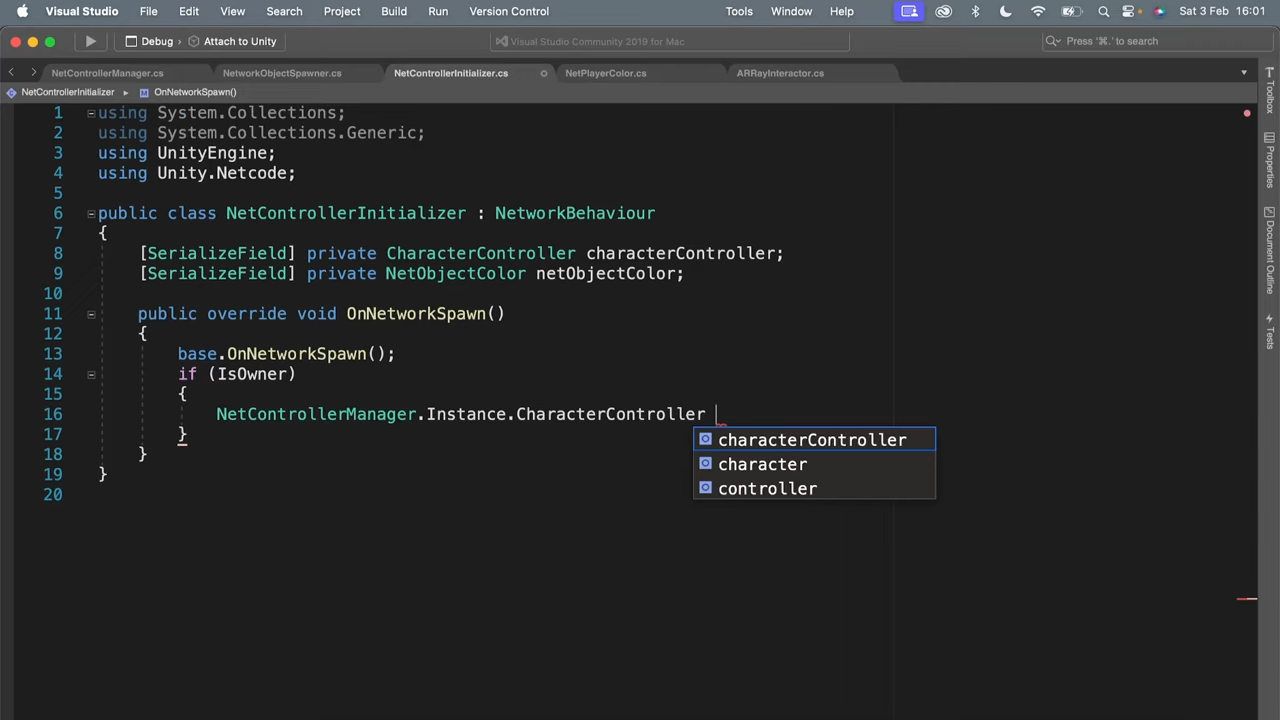 Visual Studio File Edit View Search Project Build Run Version Control Tools Window Help Sat 3 Feb 16:01
Debug › Attach to Unity Visual Studio Community 2019 for Mac Press '⌘.' to search
NetControllerManager.cs NetworkObjectSpawner.cs NetControllerInitializer.cs NetPlayerColor.cs ARRayInteractor.cs
NetControllerInitializer OnNetworkSpawn()
1 using System.Collections;
2 using System.Collections.Generic;
3 using UnityEngine;
4 using Unity.Netcode;
5
6 public class NetControllerInitializer : NetworkBehaviour
7 {
8 [SerializeField] private CharacterController characterController;
9 [SerializeField] private NetObjectColor netObjectColor;
10
11 public override void OnNetworkSpawn()
12 {
13 base.OnNetworkSpawn();
14 if (IsOwner)
15 {
16 NetControllerManager.Instance.CharacterController
17 }
18 }
19 }
20
characterController
character
controller
Toolbox
Properties
Document Outline
Tests